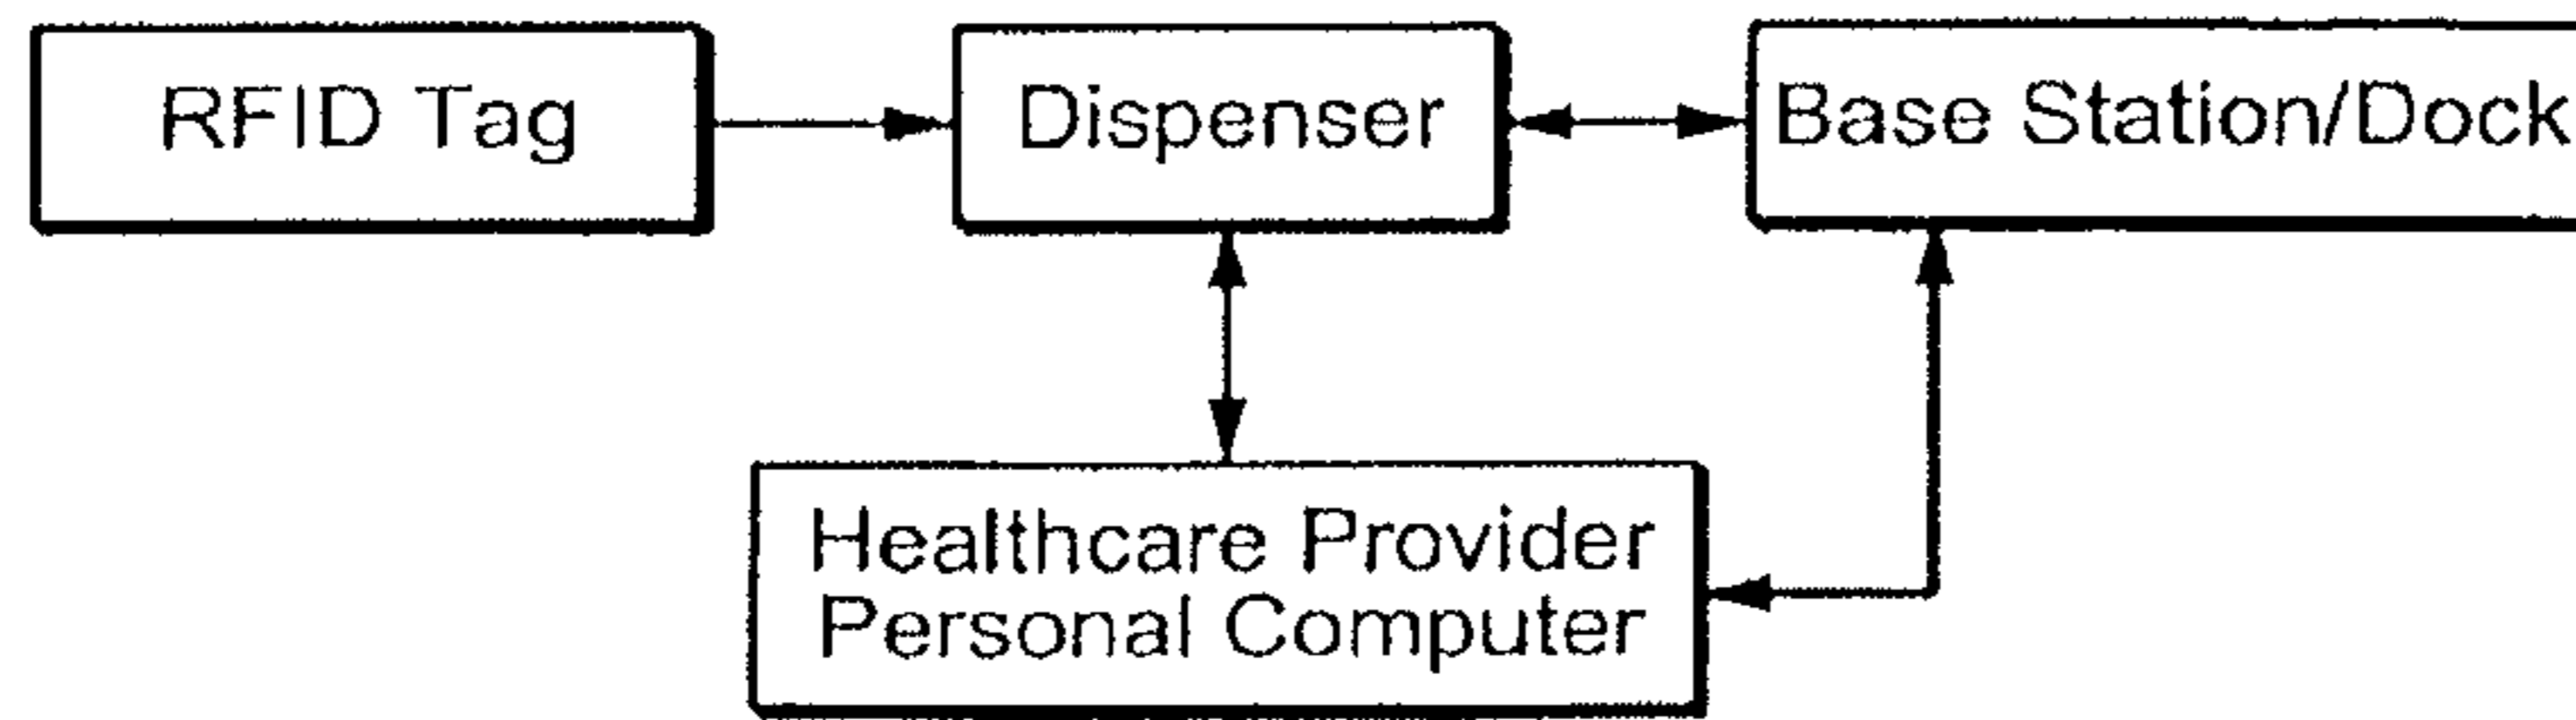 RFID Tag
Dispenser
Base Station/Dock
Healthcare Provider
Personal Computer